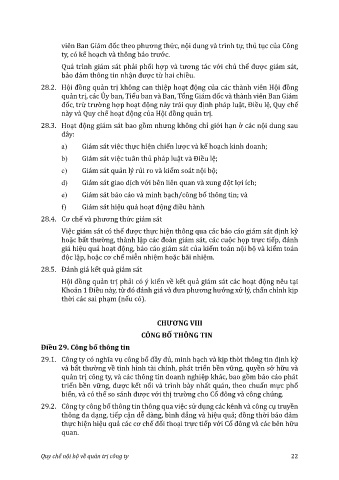 viên Ban Giám đốc theo phương thức, nội dung và trình tự, thủ tục của Công
ty, có kế hoạch và thông báo trước.
Quá trình giám sát phải phối hợp và tương tác với chủ thể được giám sát,
bảo đảm thông tin nhận được từ hai chiều.
28.2. Hội đồng quản trị không can thiệp hoạt động của các thành viên Hội đồng
quản trị, các Ủy ban, Tiểu ban và Ban, Tổng Giám đốc và thành viên Ban Giám
đốc, trừ trường hợp hoạt động này trái quy định pháp luật, Điều lệ, Quy chế
này và Quy chế hoạt động của Hội đồng quản trị.
28.3. Hoạt động giám sát bao gồm nhưng không chỉ giới hạn ở các nội dung sau
đây:
a) Giám sát việc thực hiện chiến lược và kế hoạch kinh doanh;
b) Giám sát việc tuân thủ pháp luật và Điều lệ;
c) Giám sát quản lý rủi ro và kiểm soát nội bộ;
d) Giám sát giao dịch với bên liên quan và xung đột lợi ích;
e) Giám sát báo cáo và minh bạch/công bố thông tin; và
f) Giám sát hiệu quả hoạt động điều hành.
28.4. Cơ chế và phương thức giám sát
Việc giám sát có thể được thực hiện thông qua các báo cáo giám sát định kỳ
hoặc bất thường, thành lập các đoàn giám sát, các cuộc họp trực tiếp, đánh
giá hiệu quả hoạt động, báo cáo giám sát của kiểm toán nội bộ và kiểm toán
độc lập, hoặc cơ chế miễn nhiệm hoặc bãi nhiệm.
28.5. Đánh giá kết quả giám sát
Hội đồng quản trị phải có ý kiến về kết quả giám sát các hoạt động nêu tại
Khoản 1 Điều này, từ đó đánh giá và đưa phương hướng xử lý, chấn chỉnh kịp
thời các sai phạm (nếu có).
CHƯƠNG VIII
CÔNG BỐ THÔNG TIN
Điều 29. Công bố thông tin
29.1. Công ty có nghĩa vụ công bố đầy đủ, minh bạch và kịp thời thông tin định kỳ
và bất thường về tình hình tài chính, phát triển bền vững, quyền sở hữu và
quản trị công ty, và các thông tin doanh nghiệp khác, bao gồm báo cáo phát
triển bền vững, được kết nối và trình bày nhất quán, theo chuẩn mực phổ
biến, và có thể so sánh được với thị trường cho Cổ đông và công chúng.
29.2. Công ty công bố thông tin thông qua việc sử dụng các kênh và công cụ truyền
thông đa dạng, tiếp cận dễ dàng, bình đẳng và hiệu quả; đồng thời bảo đảm
thực hiện hiệu quả các cơ chế đối thoại trực tiếp với Cổ đông và các bên hữu
quan.
Quy chế nội bộ về quản trị công ty 22